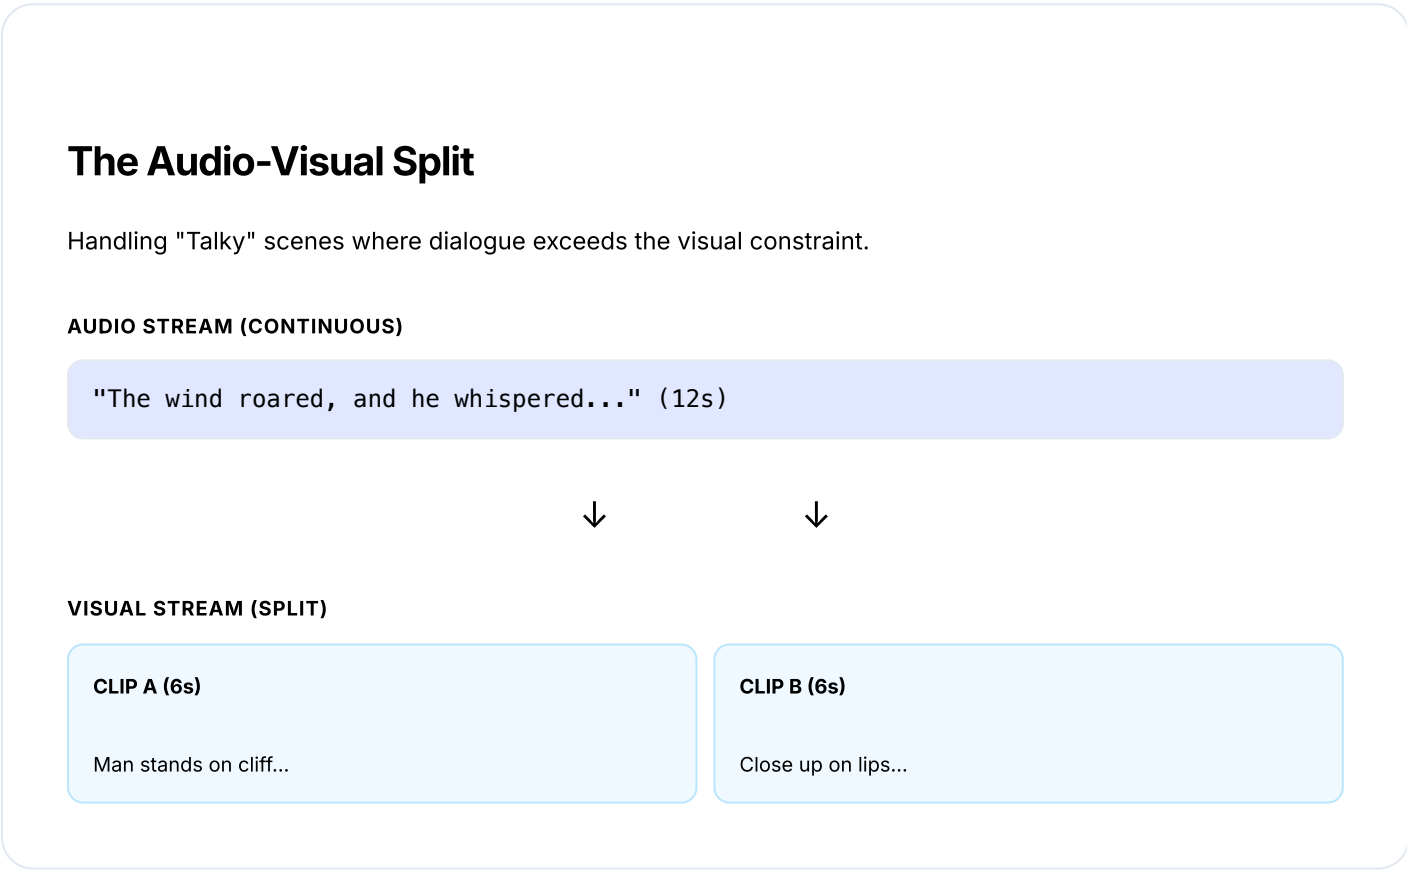 The Audio-Visual Split
Handling "Talky" scenes where dialogue exceeds the visual constraint.
AUDIO STREAM (CONTINUOUS)
"The wind roared, and he whispered..." (12s)
↓ ↓
VISUAL STREAM (SPLIT)
CLIP A (6s)
Man stands on cliff...
CLIP B (6s)
Close up on lips...